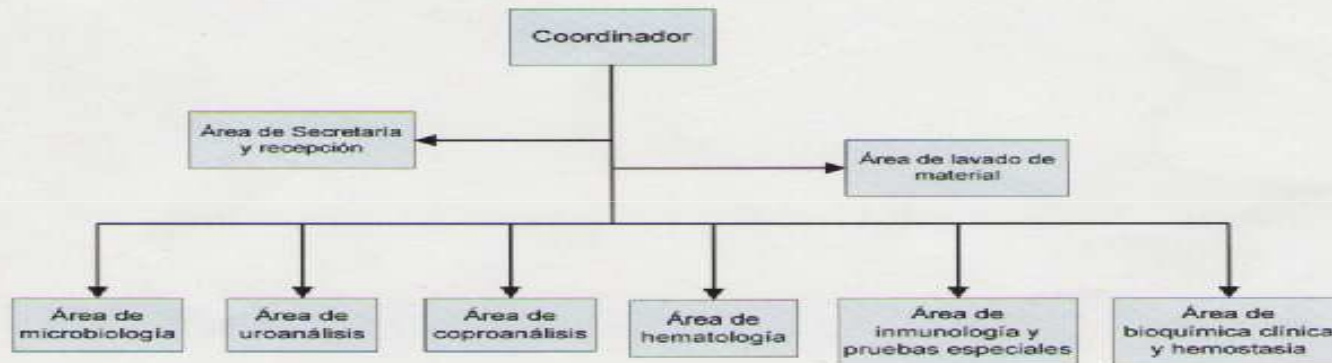 Coordinador
Área de Secretaría
y recepción
Área de lavado de
material
Área de
microbiología
Área de
uroanálisis
Área de
coproanálisis
Área de
hematología
Área de
inmunología y
pruebas especiales
Área de
bioquímica clínica
y hemostasia